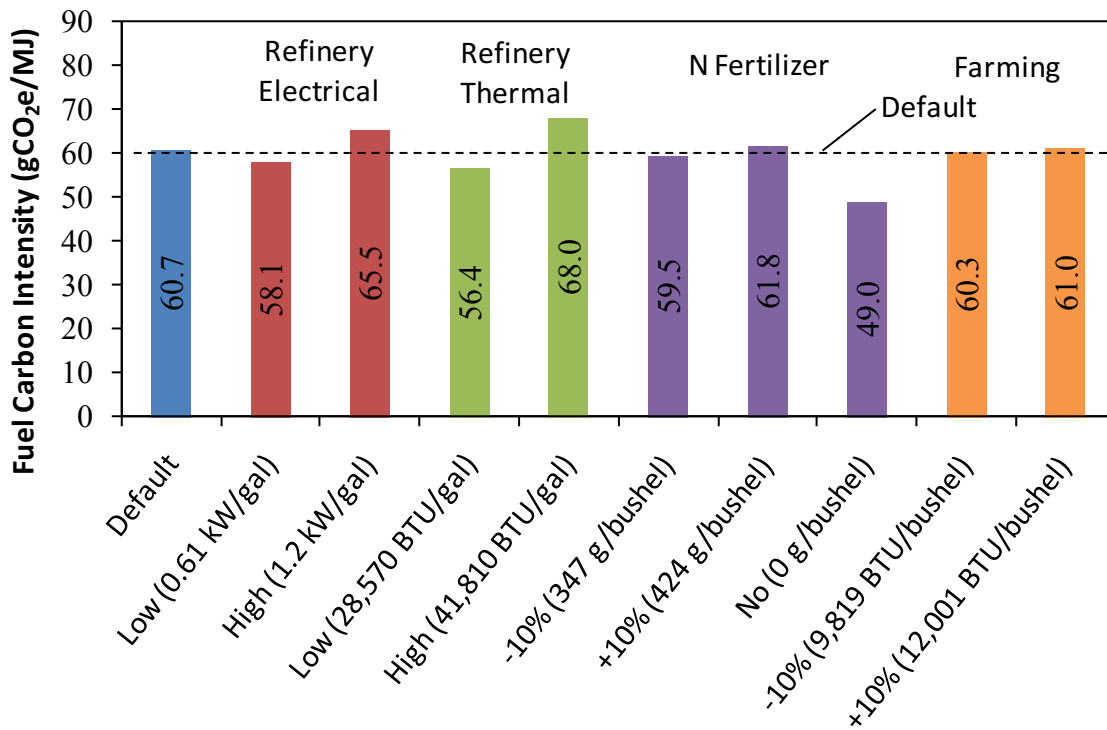 Fuel Carbon Intensity (gCO₂e/MJ)
90
80
70
60
50
40
30
20
10
0
Refinery
Electrical
Refinery
Thermal
N Fertilizer
Farming
Default
60.7
58.1
65.5
56.4
68.0
59.5
61.8
49.0
60.3
61.0
Default
Low (0.61 kW/gal)
High (1.2 kW/gal)
Low (28,570 BTU/gal)
High (41,810 BTU/gal)
-10% (347 g/bushel)
+10% (424 g/bushel)
No (0 g/bushel)
-10% (9,819 BTU/bushel)
+10% (12,001 BTU/bushel)